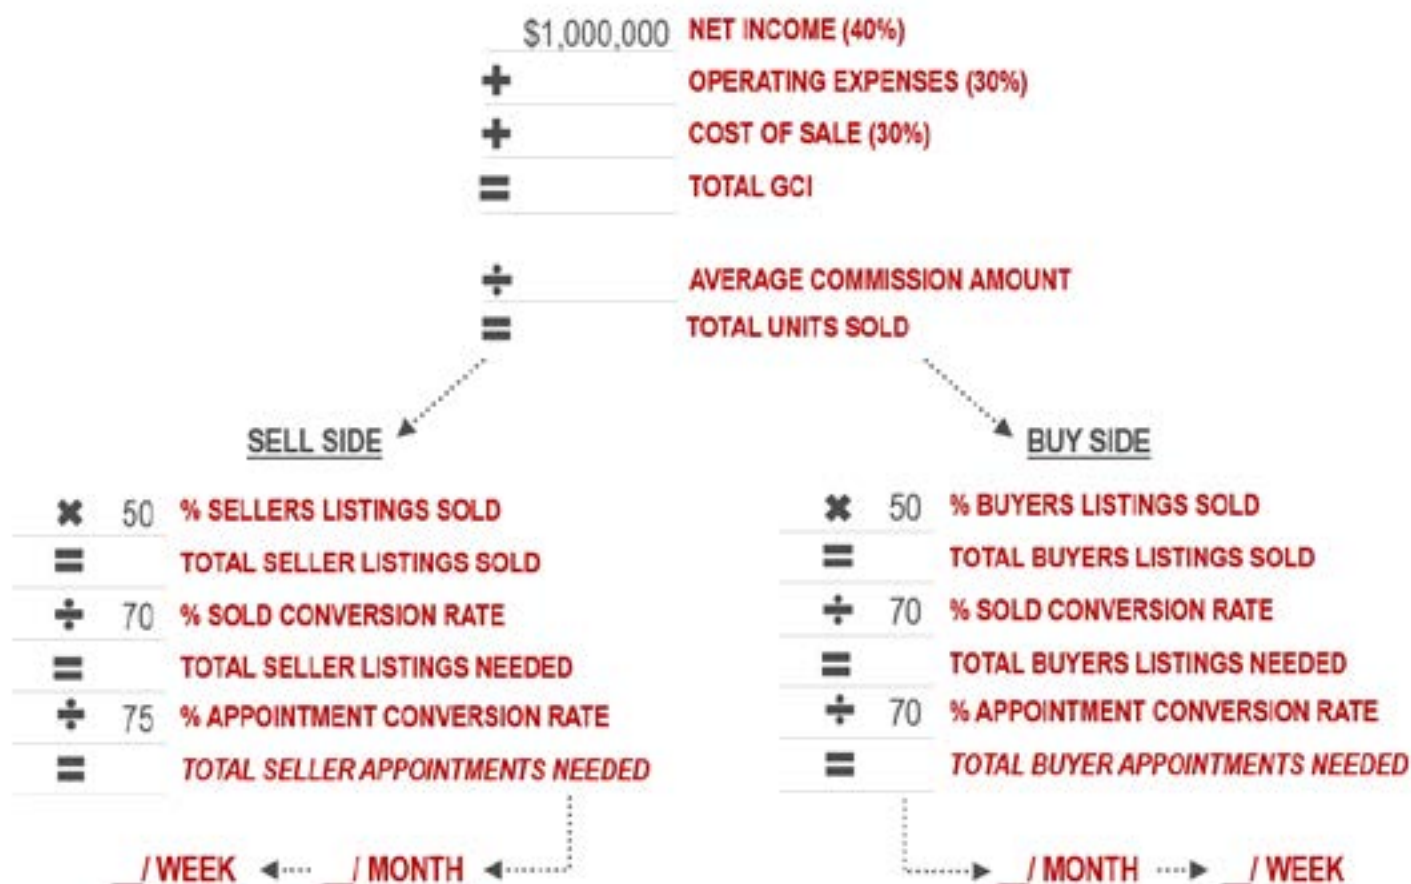 $1,000,000 NET INCOME (40%)
+ OPERATING EXPENSES (30%)
+ COST OF SALE (30%)
= TOTAL GCI
÷ AVERAGE COMMISSION AMOUNT
= TOTAL UNITS SOLD
SELL SIDE
× 50 % SELLERS LISTINGS SOLD
= TOTAL SELLER LISTINGS SOLD
÷ 70 % SOLD CONVERSION RATE
= TOTAL SELLER LISTINGS NEEDED
÷ 75 % APPOINTMENT CONVERSION RATE
= TOTAL SELLER APPOINTMENTS NEEDED
__/ WEEK __/ MONTH
BUY SIDE
× 50 % BUYERS LISTINGS SOLD
= TOTAL BUYERS LISTINGS SOLD
÷ 70 % SOLD CONVERSION RATE
= TOTAL BUYERS LISTINGS NEEDED
÷ 70 % APPOINTMENT CONVERSION RATE
= TOTAL BUYER APPOINTMENTS NEEDED
__/ MONTH __/ WEEK